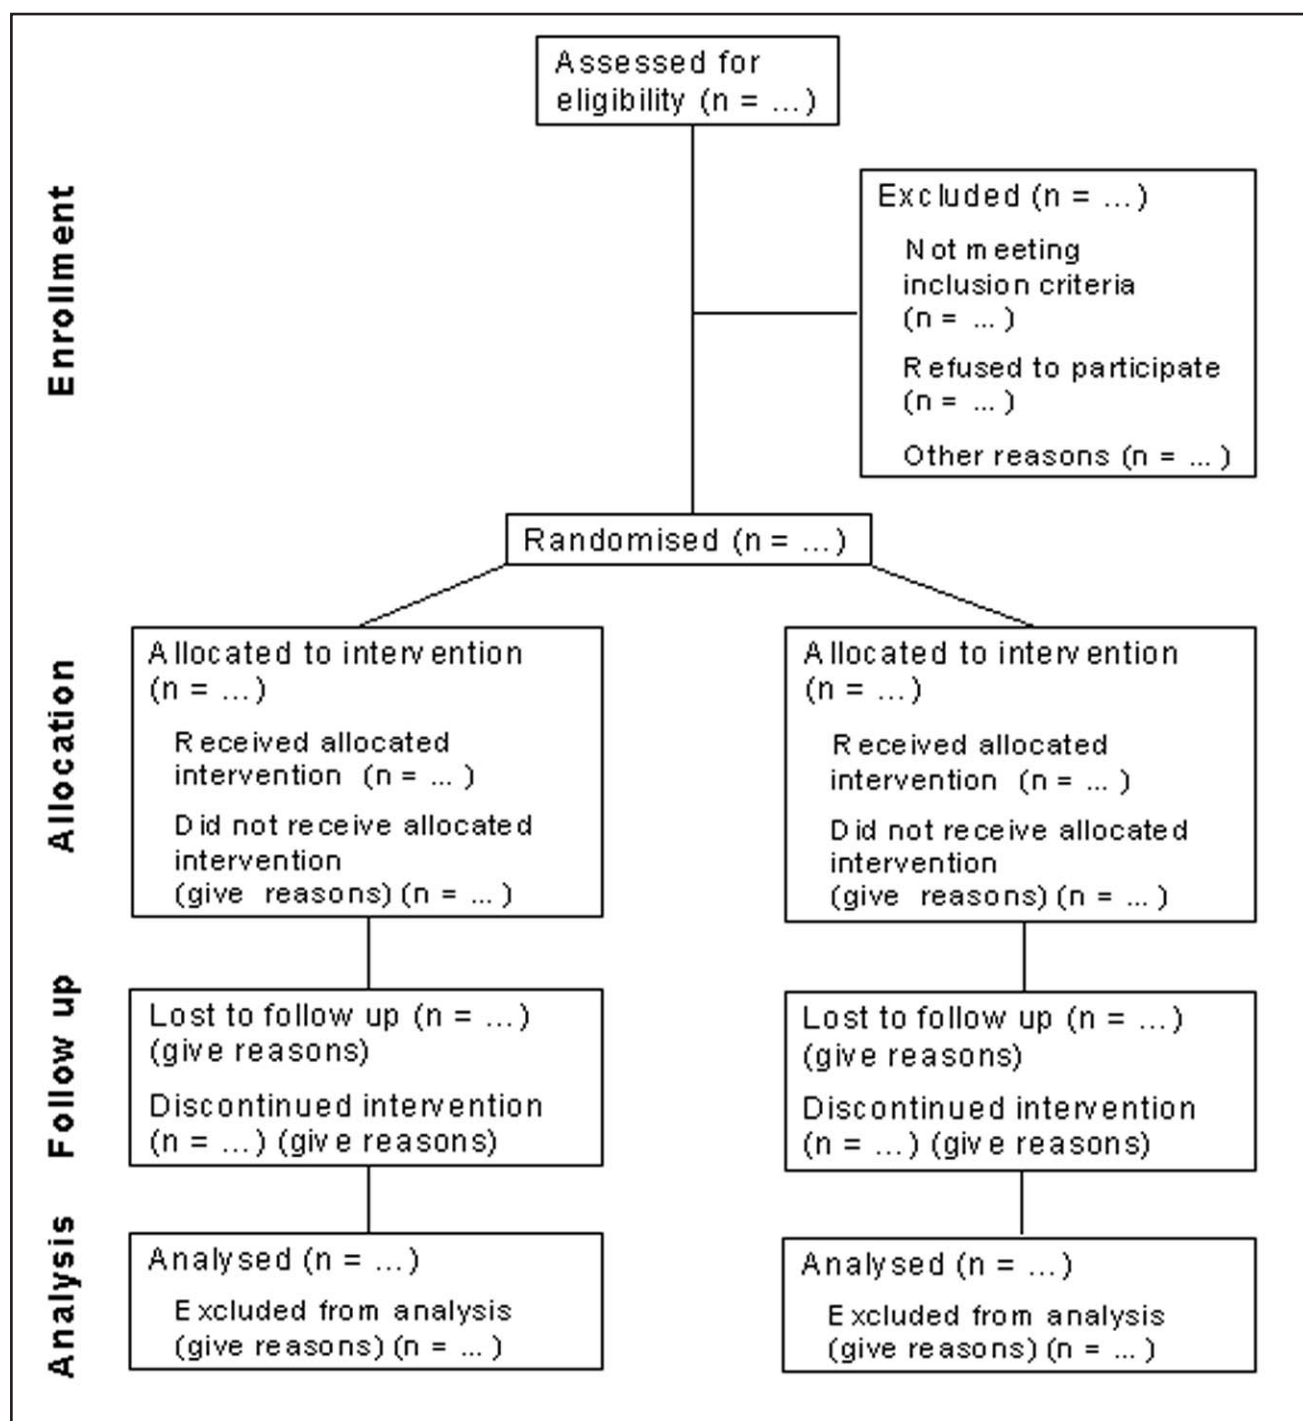 Assessed for
eligibility (n = ...)
Enrollment
Excluded (n = ...)
Not meeting
inclusion criteria
(n = ... )
Refused to participate
(n = ... )
Other reasons (n = ... )
Randomised (n = ...)
Allocation
Allocated to intervention
(n = ...)
Received allocated
intervention (n = ... )
Did not receive allocated
intervention
(give reasons) (n = ... )
Allocated to intervention
(n = ...)
Received allocated
intervention (n = ... )
Did not receive allocated
intervention
(give reasons) (n = ... )
Follow up
Lost to follow up (n = ...)
(give reasons)
Discontinued intervention
(n = ...) (give reasons)
Lost to follow up (n = ...)
(give reasons)
Discontinued intervention
(n = ...) (give reasons)
Analysis
Analysed (n = ...)
Excluded from analysis
(give reasons) (n = ... )
Analysed (n = ...)
Excluded from analysis
(give reasons) (n = ... )